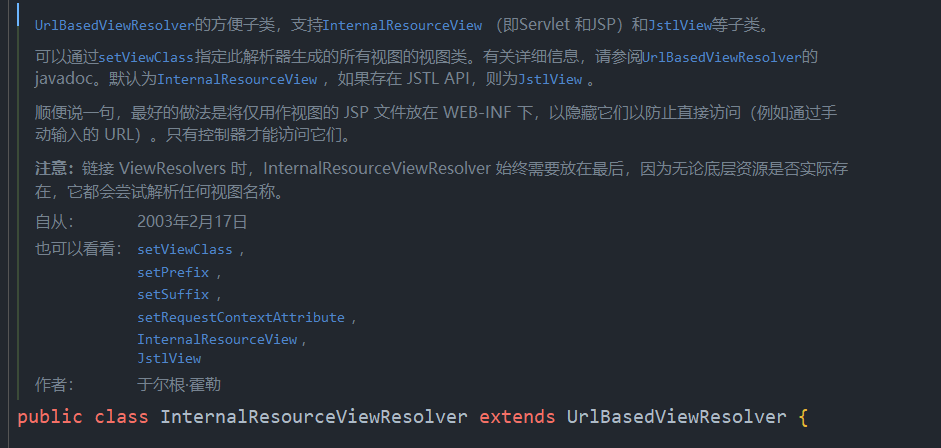 UrlBasedViewResolver的方便子类，支持InternalResourceView （即Servlet 和JSP）和JstlView等子类。
可以通过setViewClass指定此解析器生成的所有视图的视图类。有关详细信息，请参阅UrlBasedViewResolver的
javadoc。默认为InternalResourceView ，如果存在 JSTL API，则为JstlView 。
顺便说一句，最好的做法是将仅用作视图的 JSP 文件放在 WEB-INF 下，以隐藏它们以防止直接访问（例如通过手
动输入的 URL）。只有控制器才能访问它们。
注意：链接 ViewResolvers 时，InternalResourceViewResolver 始终需要放在最后，因为无论底层资源是否实际存
在，它都会尝试解析任何视图名称。
自从： 2003年2月17日
也可以看看： setViewClass ，
setPrefix ，
setSuffix ，
setRequestContextAttribute ，
InternalResourceView ，
JstlView
作者： 于尔根·霍勒
public class InternalResourceViewResolver extends UrlBasedViewResolver {